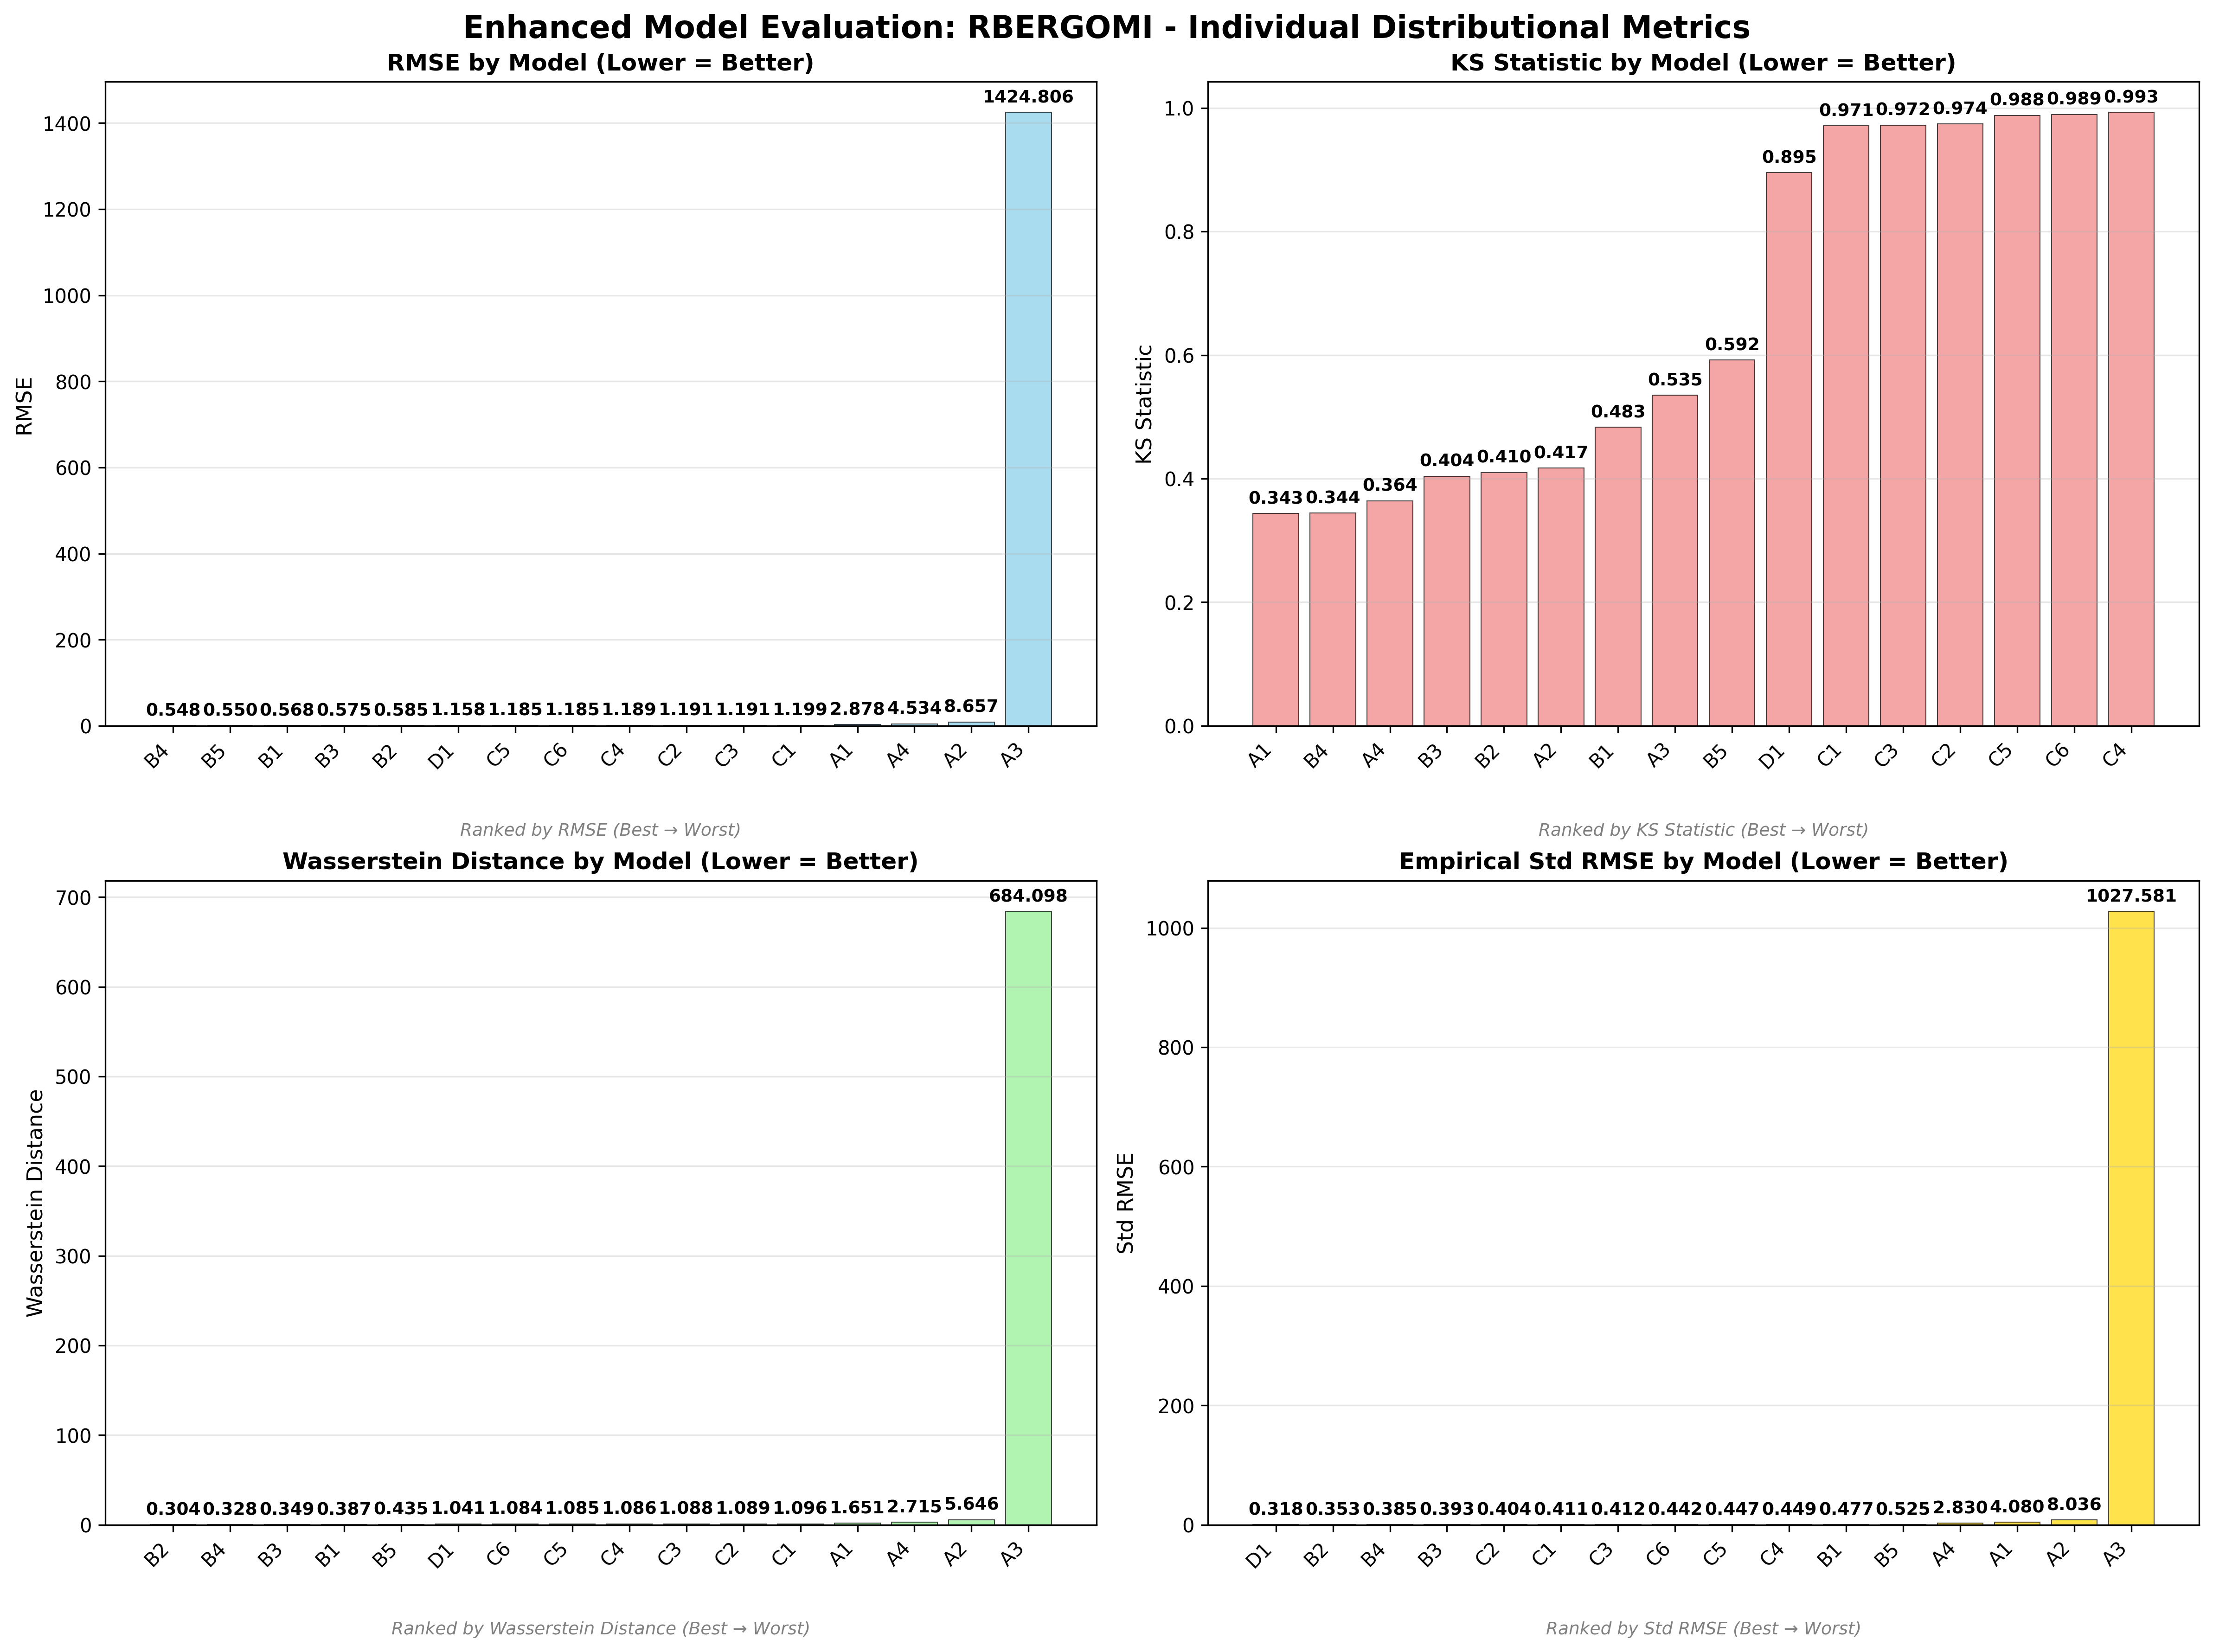 Enhanced Model Evaluation: RBERGOMI - Individual Distributional Metrics
RMSE by Model (Lower = Better)
RMSE
1400
1200
1000
800
600
400
200
0
0.548 0.550 0.568 0.575 0.585 1.158 1.185 1.185 1.189 1.191 1.191 1.199 2.878 4.534 8.657 1424.806
B4 B5 B1 B3 B2 D1 C5 C6 C4 C2 C3 C1 A1 A4 A2 A3
Ranked by RMSE (Best → Worst)
KS Statistic by Model (Lower = Better)
KS Statistic
1.0
0.8
0.6
0.4
0.2
0.0
0.343 0.344 0.364 0.404 0.410 0.417 0.483 0.535 0.592 0.895 0.971 0.972 0.974 0.988 0.989 0.993
A1 B4 A4 B3 B2 A2 B1 A3 B5 D1 C1 C3 C2 C5 C6 C4
Ranked by KS Statistic (Best → Worst)
Wasserstein Distance by Model (Lower = Better)
Wasserstein Distance
700
600
500
400
300
200
100
0
0.304 0.328 0.349 0.387 0.435 1.041 1.084 1.085 1.086 1.088 1.089 1.096 1.651 2.715 5.646 684.098
B2 B4 B3 B1 B5 D1 C6 C5 C4 C3 C2 C1 A1 A4 A2 A3
Ranked by Wasserstein Distance (Best → Worst)
Empirical Std RMSE by Model (Lower = Better)
Std RMSE
1000
800
600
400
200
0
0.318 0.353 0.385 0.393 0.404 0.411 0.412 0.442 0.447 0.449 0.477 0.525 2.830 4.080 8.036 1027.581
D1 B2 B4 B3 C2 C1 C3 C6 C5 C4 B1 B5 A4 A1 A2 A3
Ranked by Std RMSE (Best → Worst)